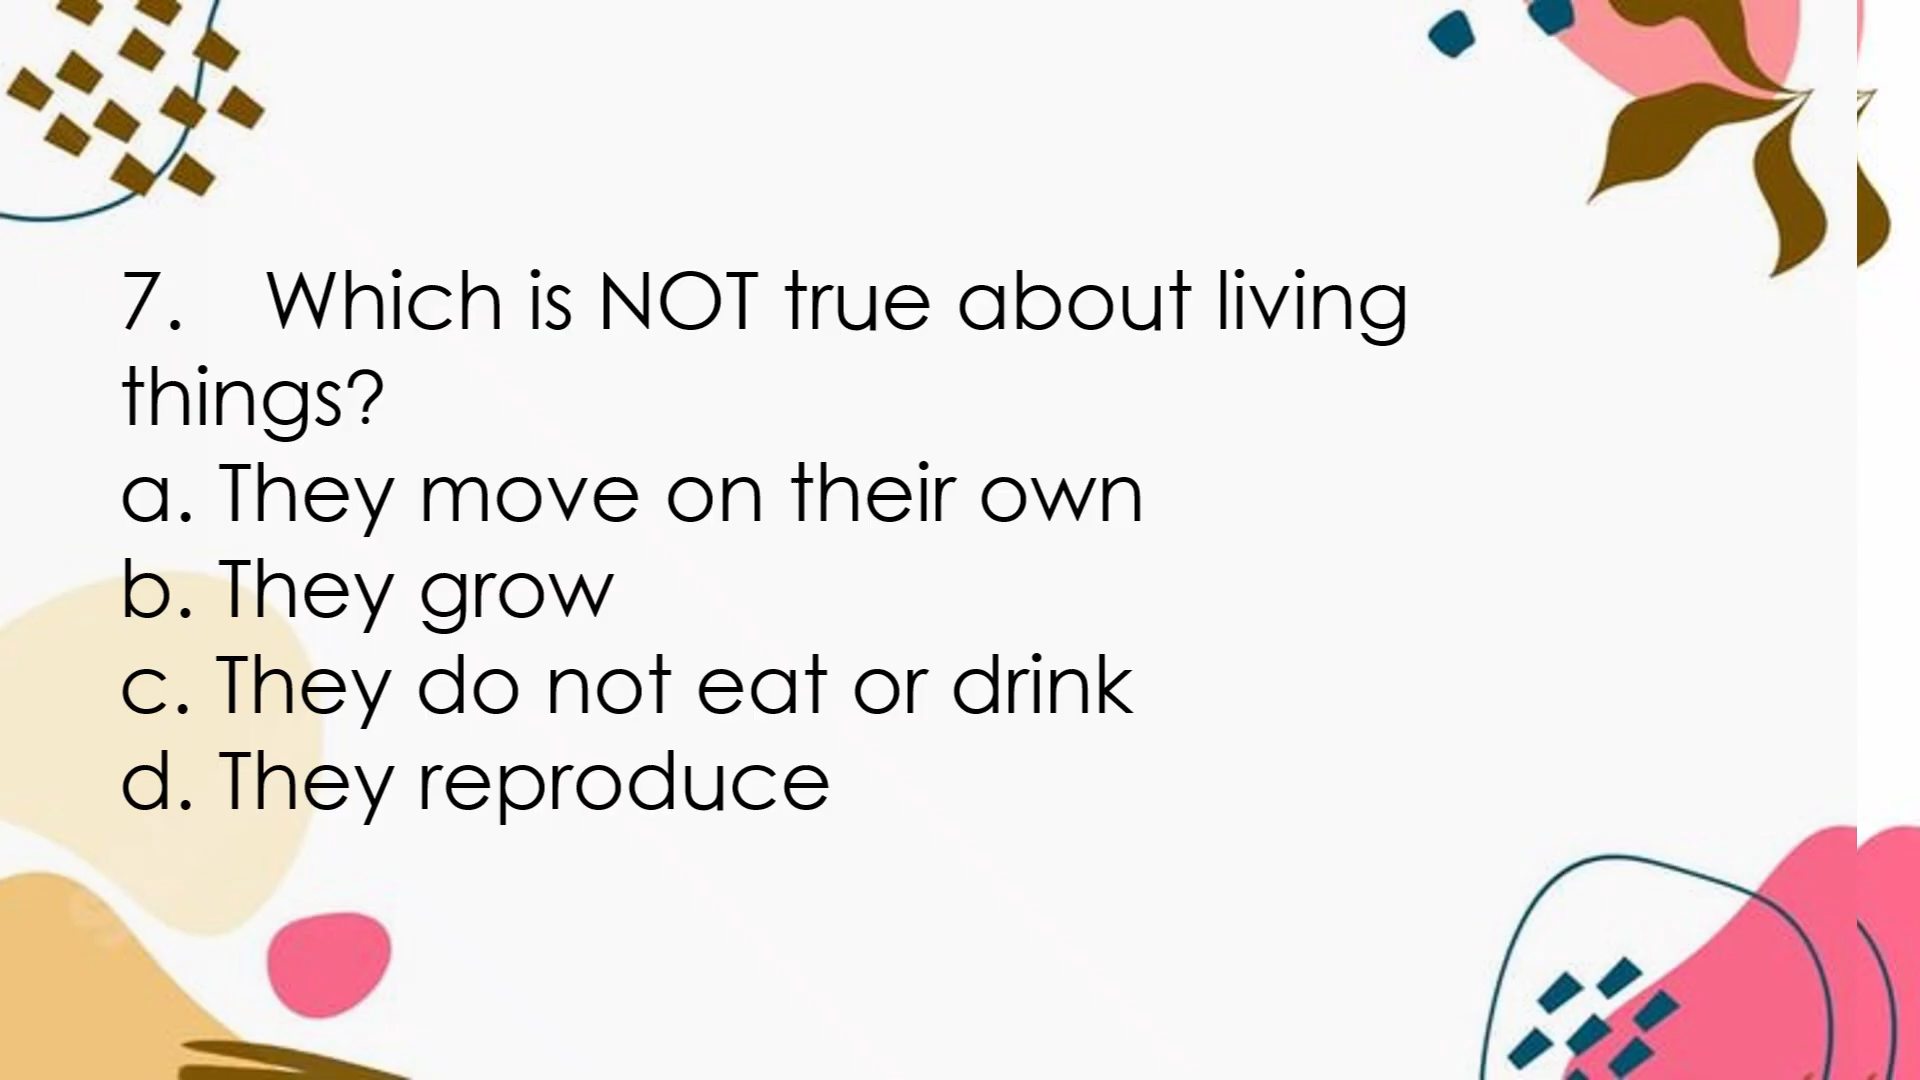 7. Which is NOT true about living
things?
a. They move on their own
b. They grow
c. They do not eat or drink
d. They reproduce